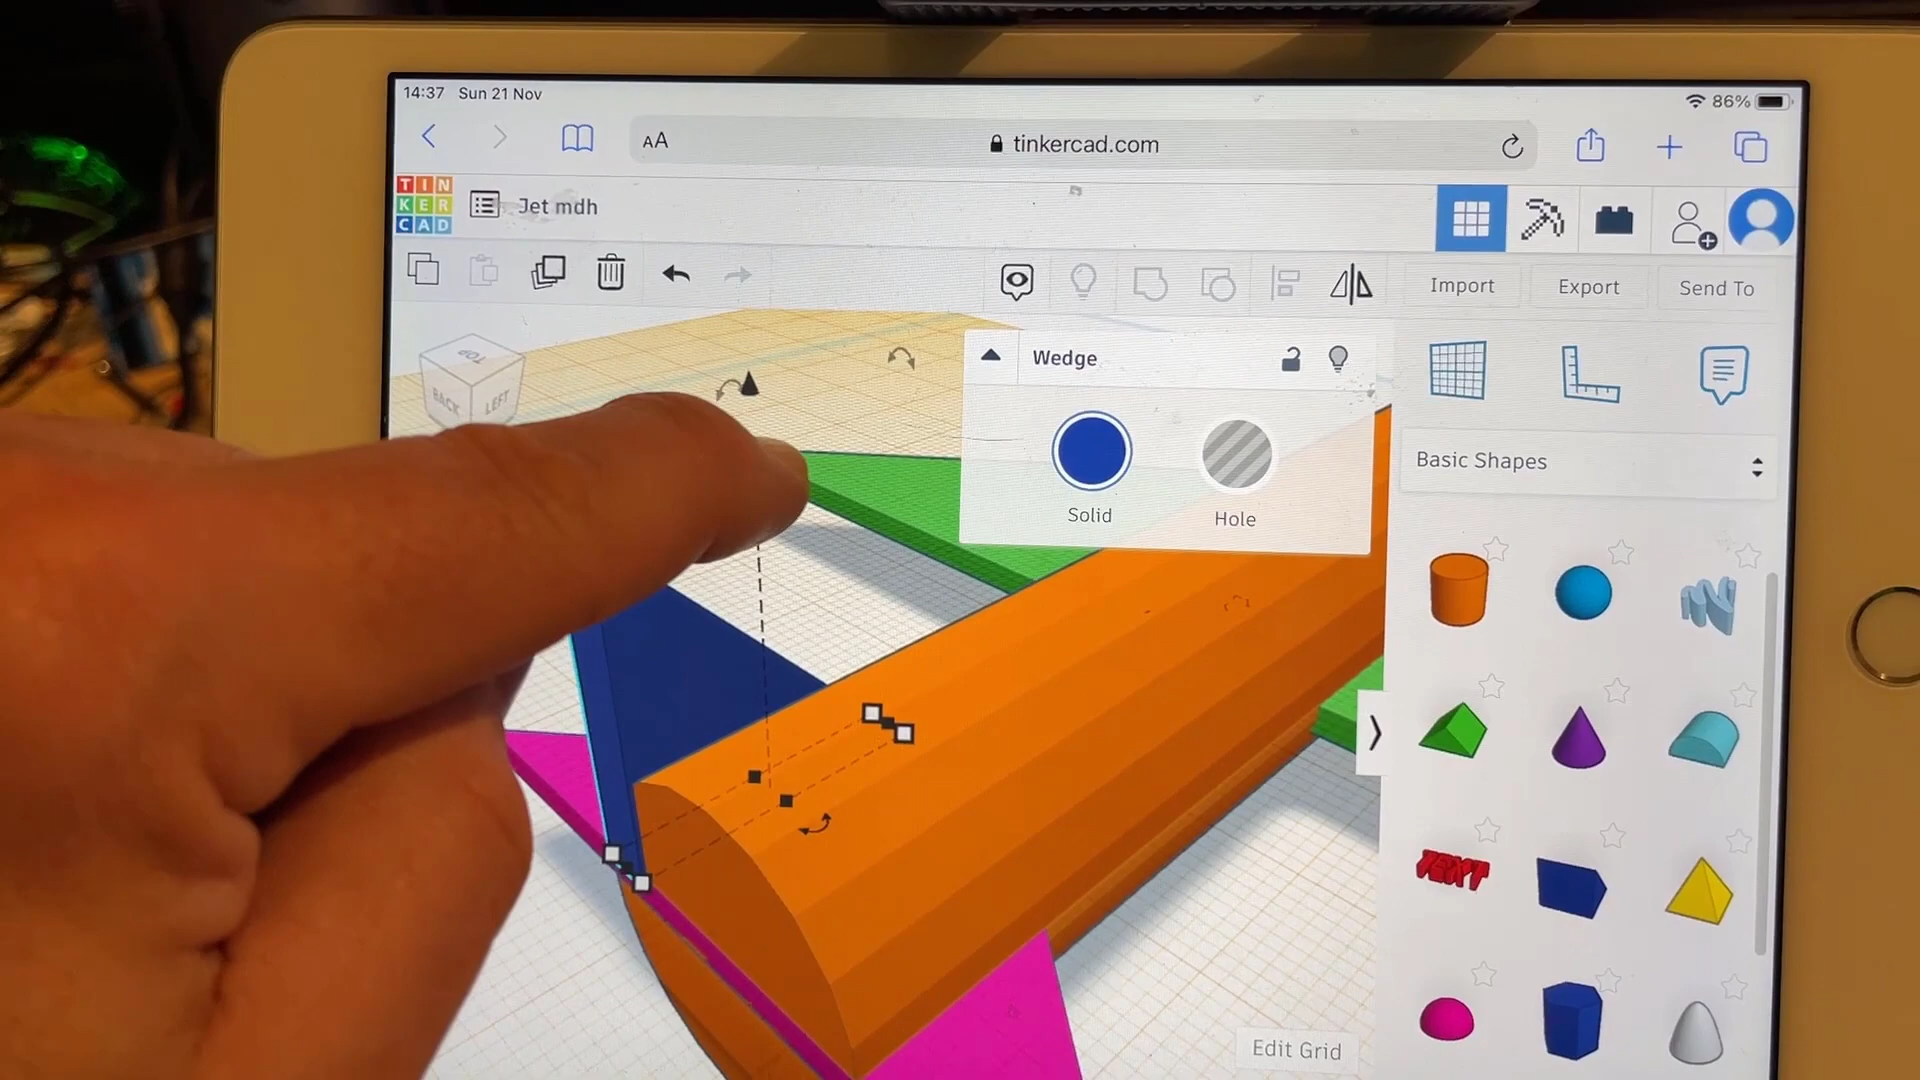 14:37 Sun 21 Nov
86%
AA
tinkercad.com
TIN
KER
CAD
Jet mdh
Import
Export
Send To
TOP
BACK
LEFT
Wedge
Solid
Hole
Basic Shapes
TEXT
Edit Grid